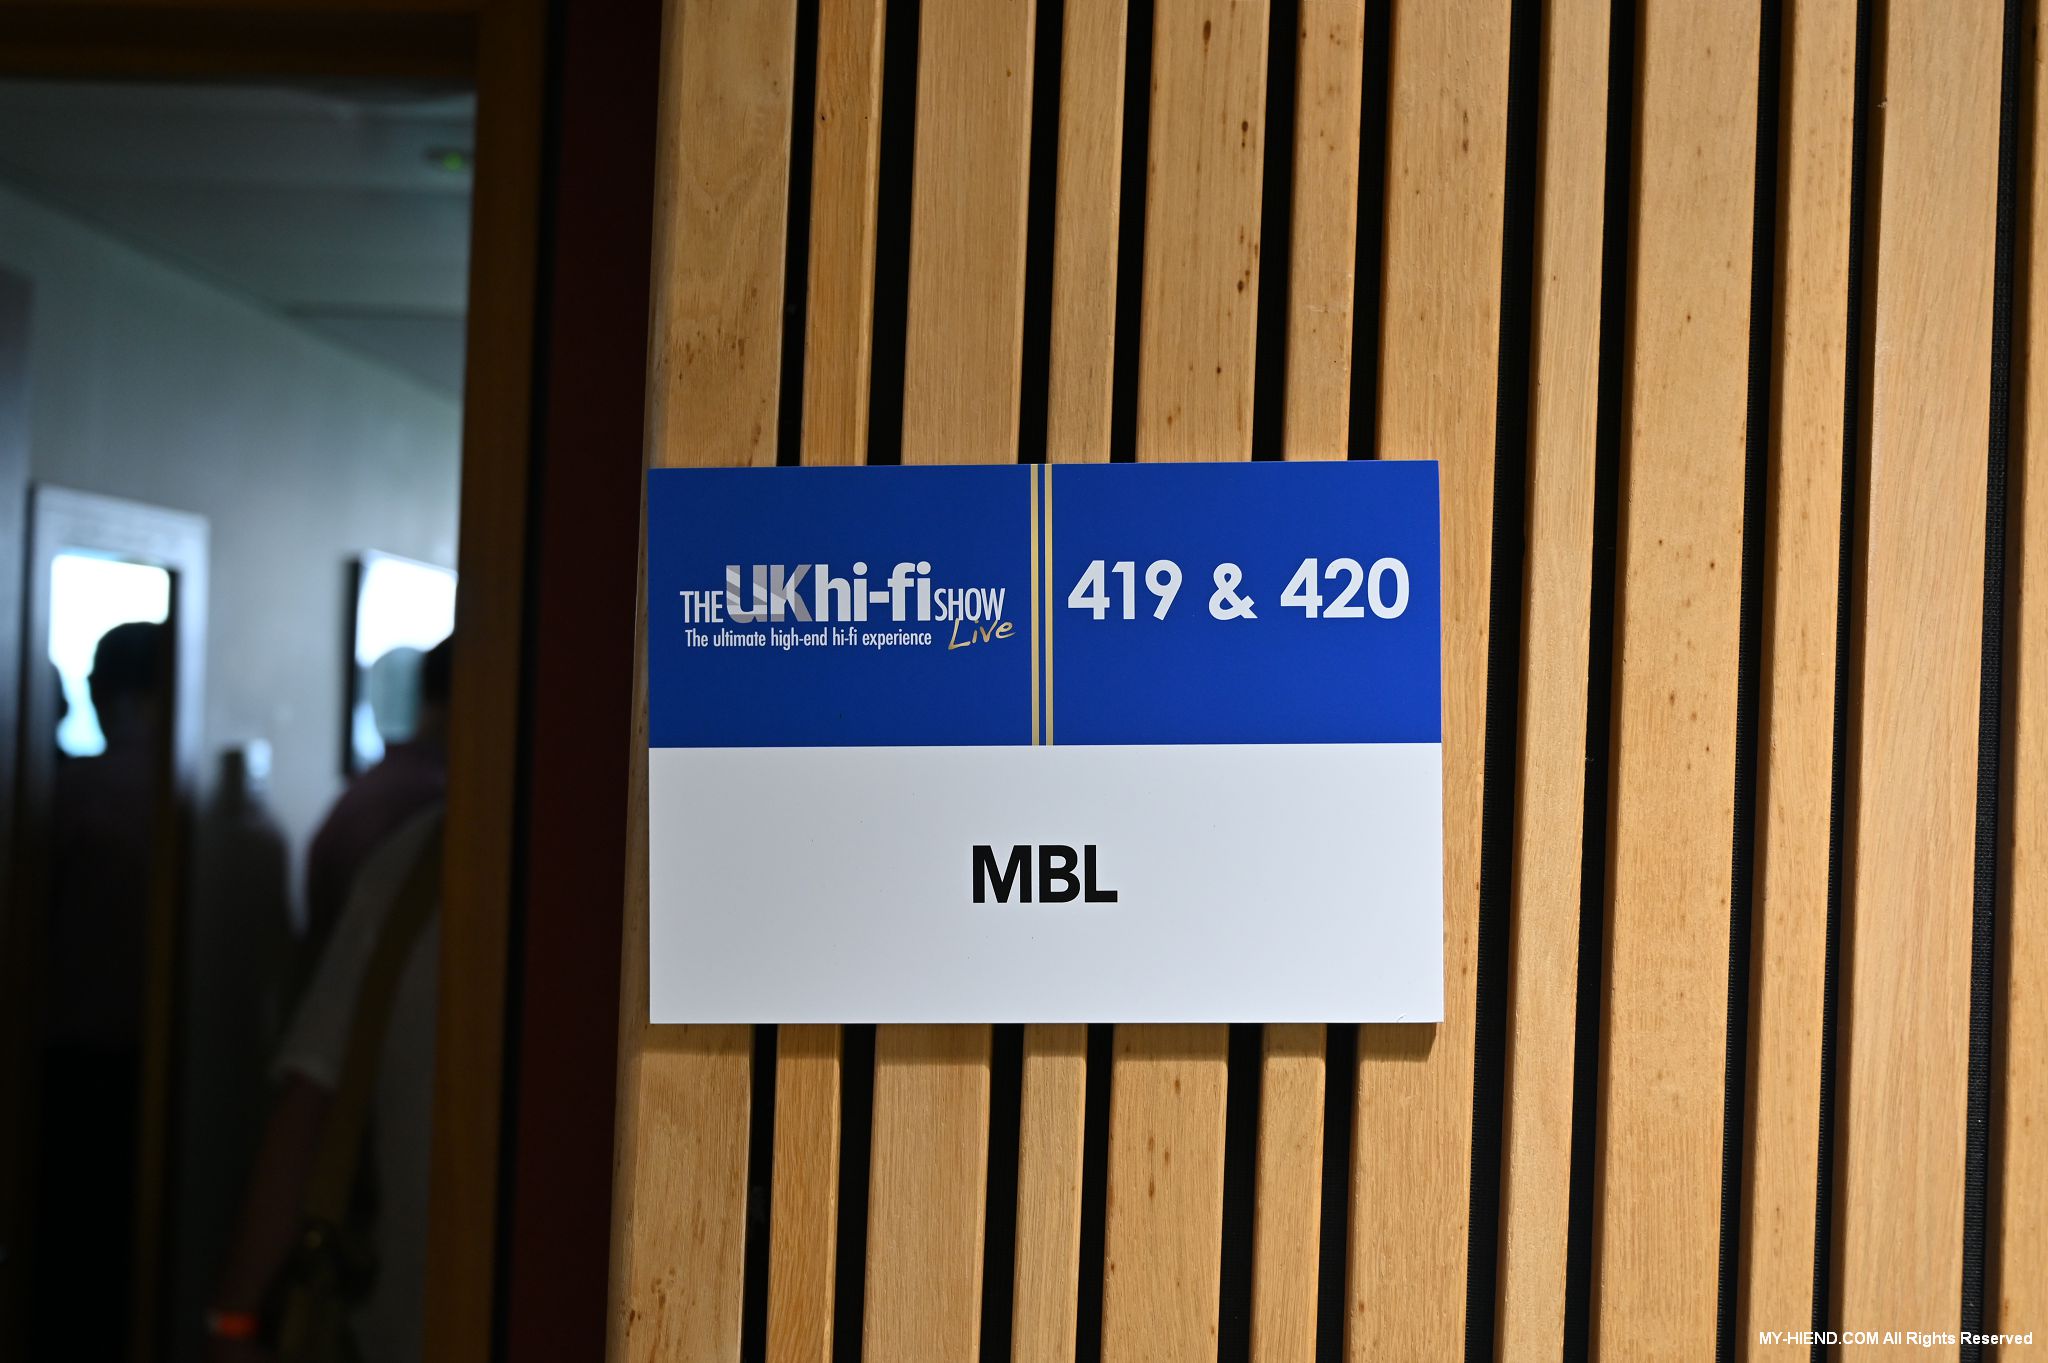 THE UK hi-fi SHOW
Live
The ultimate high-end hi-fi experience
419 & 420
MBL
MY-HIEND.COM All Rights Reserved